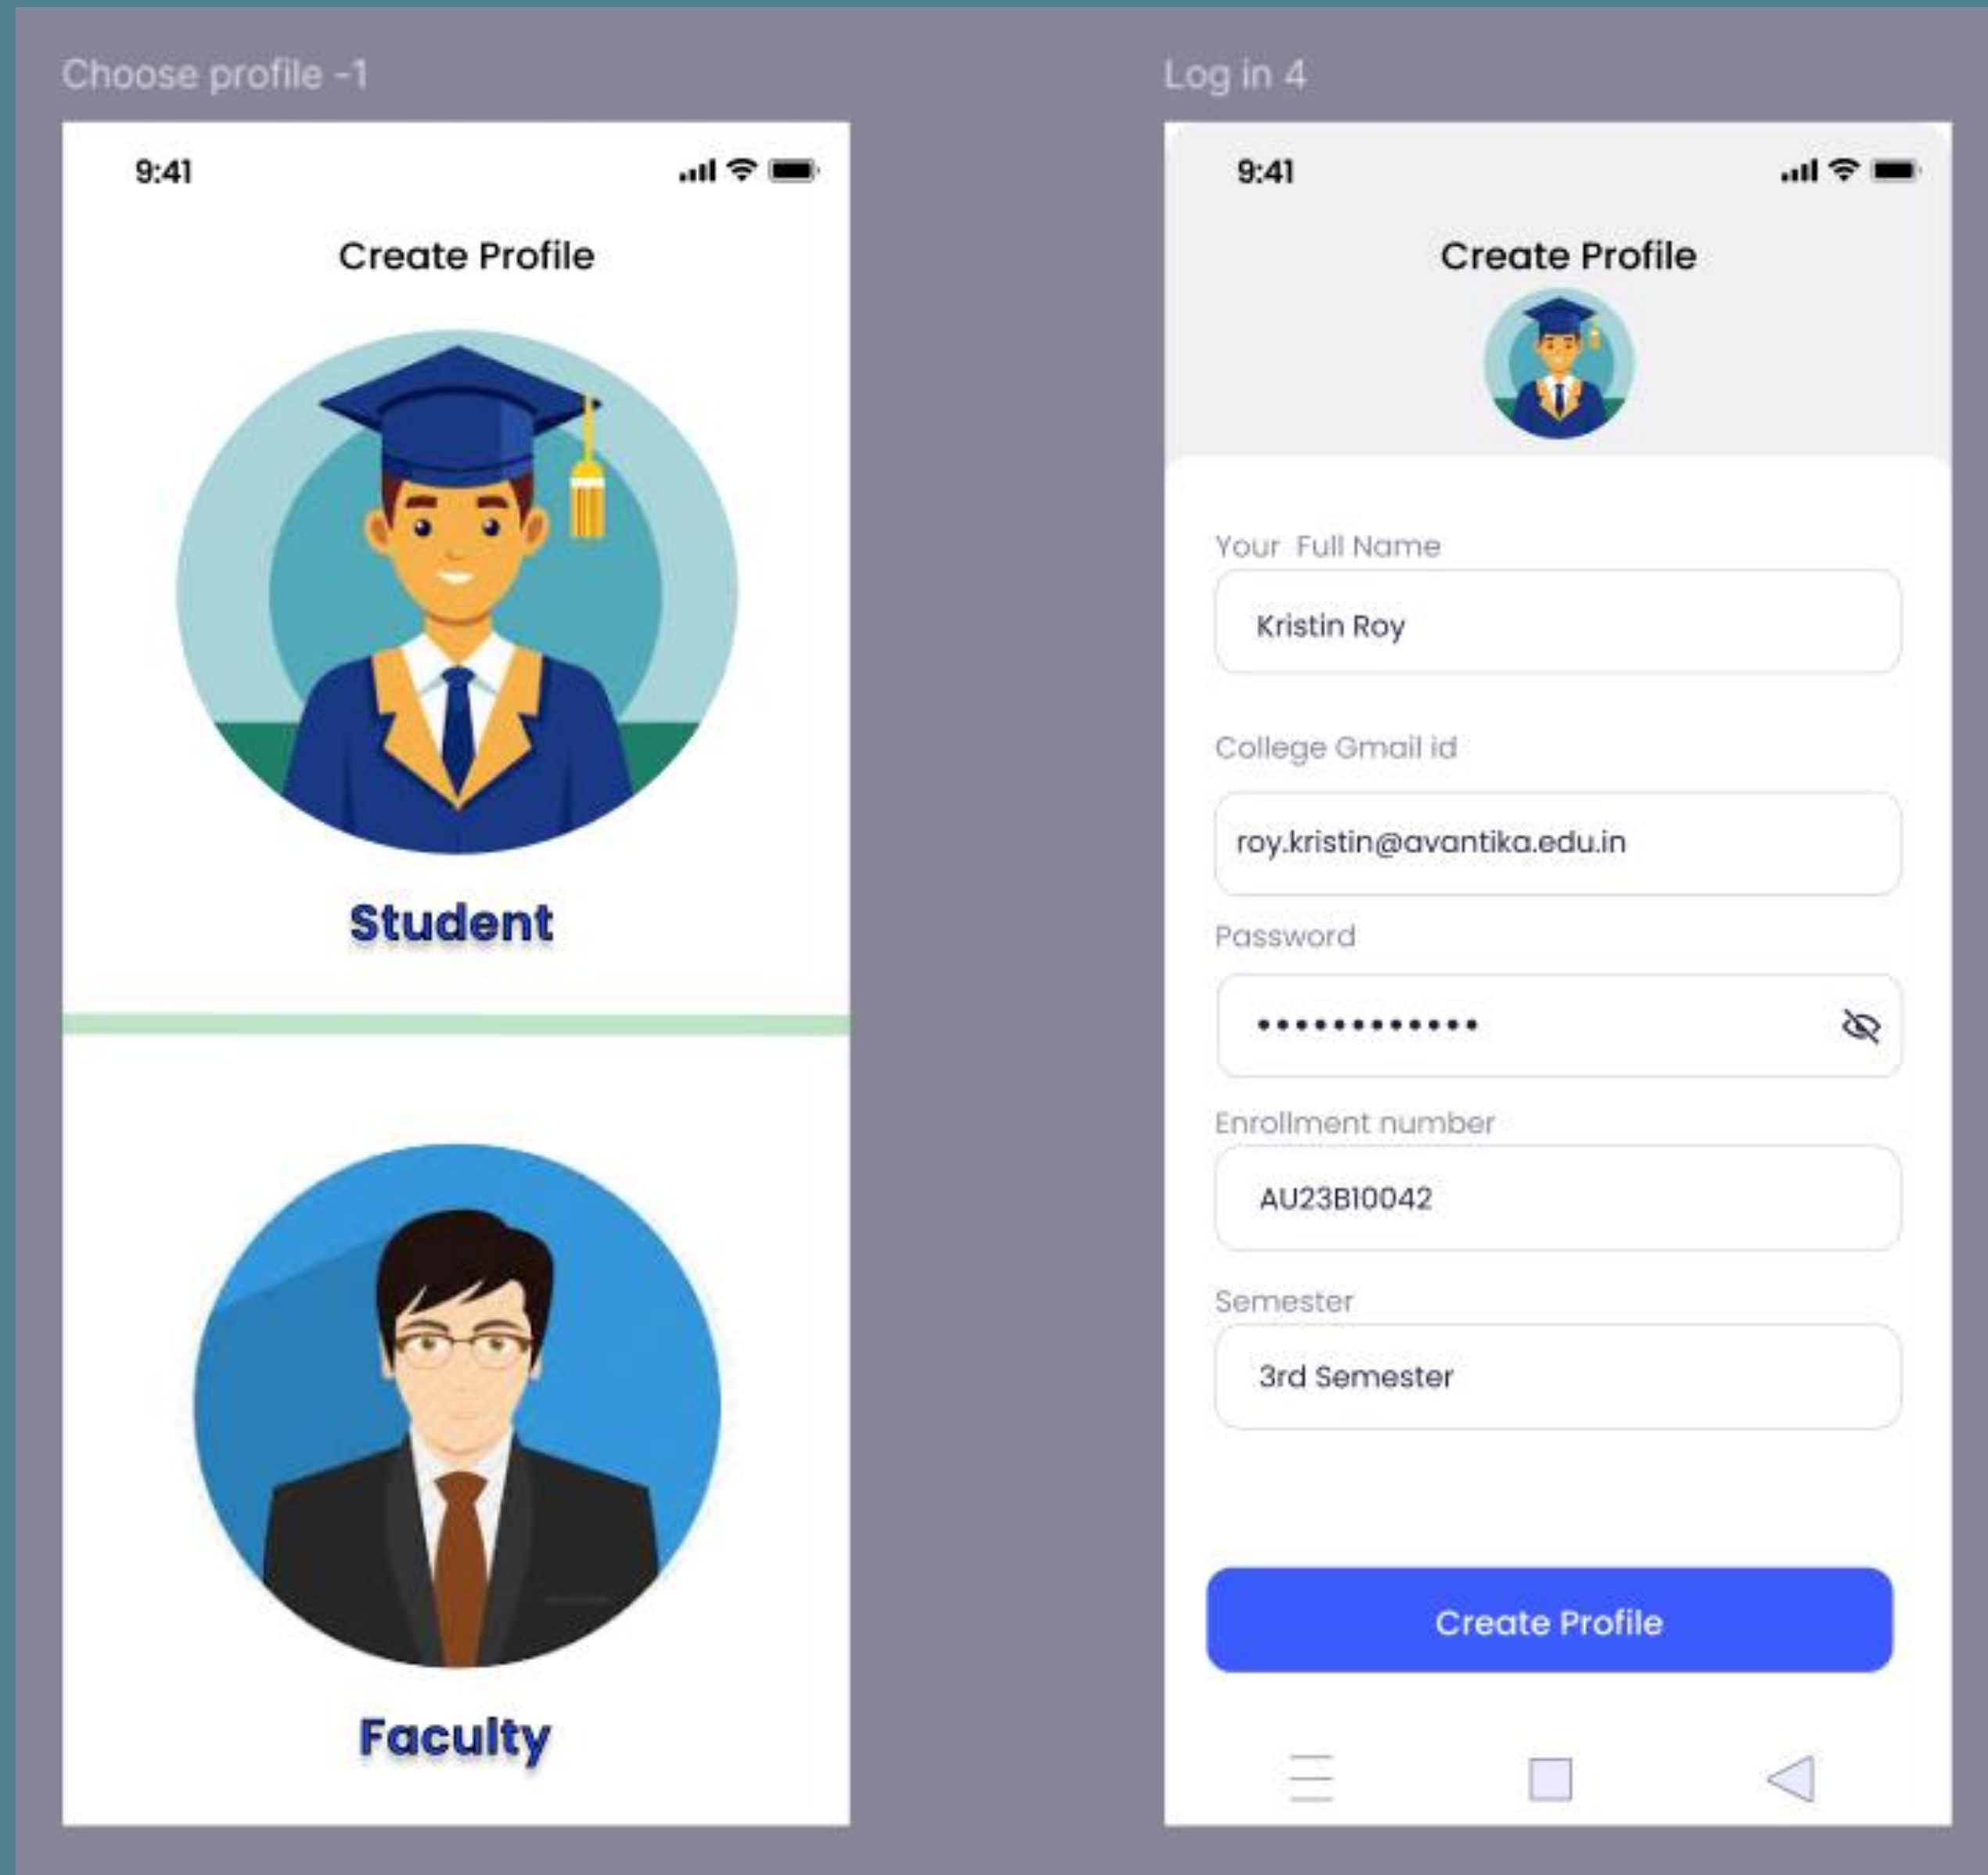 Choose profile -1
9:41
Create Profile
Student
Faculty
Log in 4
9:41
Create Profile
Your Full Name
Kristin Roy
College Gmail id
roy.kristin@avantika.edu.in
Password
••••••••••••
Enrollment number
AU23B10042
Semester
3rd Semester
Create Profile